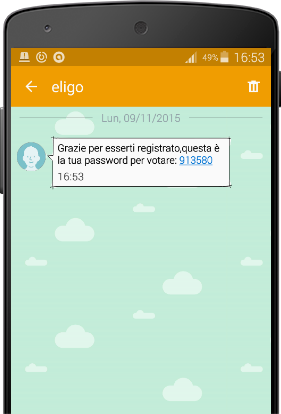 49% 16:53
eligo
Lun, 09/11/2015
Grazie per esserti registrato,questa è
la tua password per votare: 913580
16:53